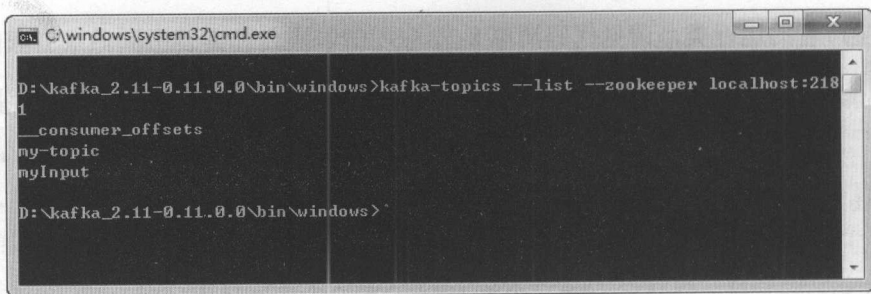 C:\windows\system32\cmd.exe
D:\kafka_2.11-0.11.0.0\bin\windows>kafka-topics --list --zookeeper localhost:218
1
__consumer_offsets
my-topic
myInput
D:\kafka_2.11-0.11.0.0\bin\windows>